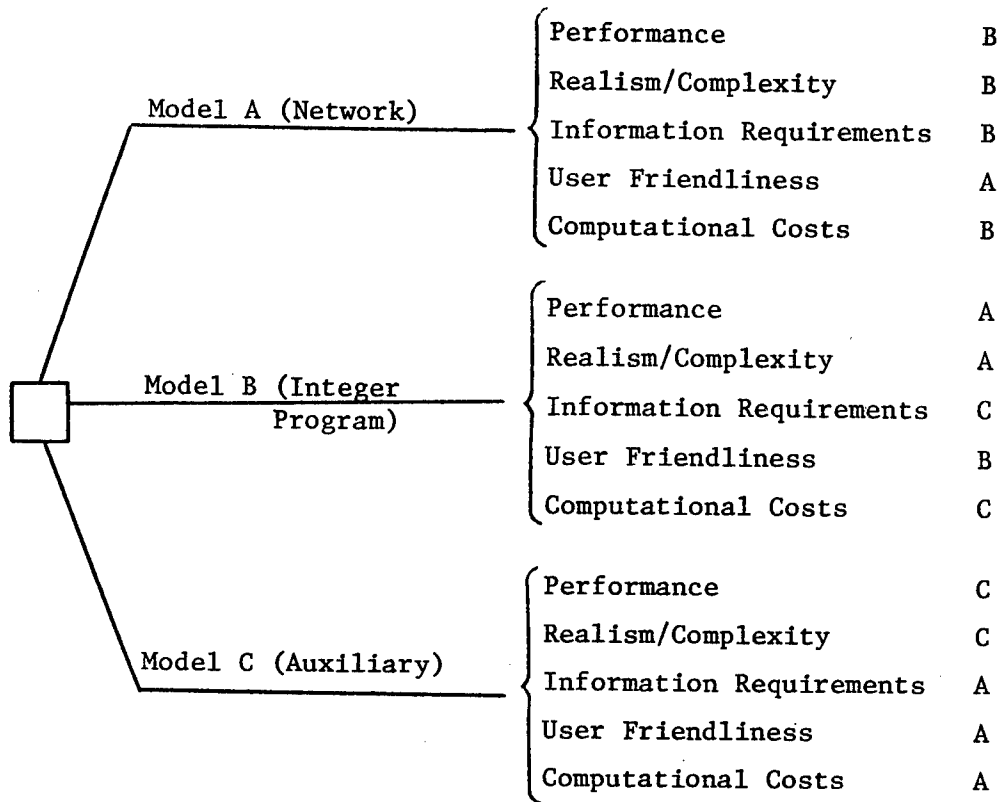 Performance B
Realism/Complexity B
Model A (Network)
Information Requirements B
User Friendliness A
Computational Costs B
Performance A
Realism/Complexity A
Model B (Integer
Program)
Information Requirements C
User Friendliness B
Computational Costs C
Performance C
Realism/Complexity C
Model C (Auxiliary)
Information Requirements A
User Friendliness A
Computational Costs A